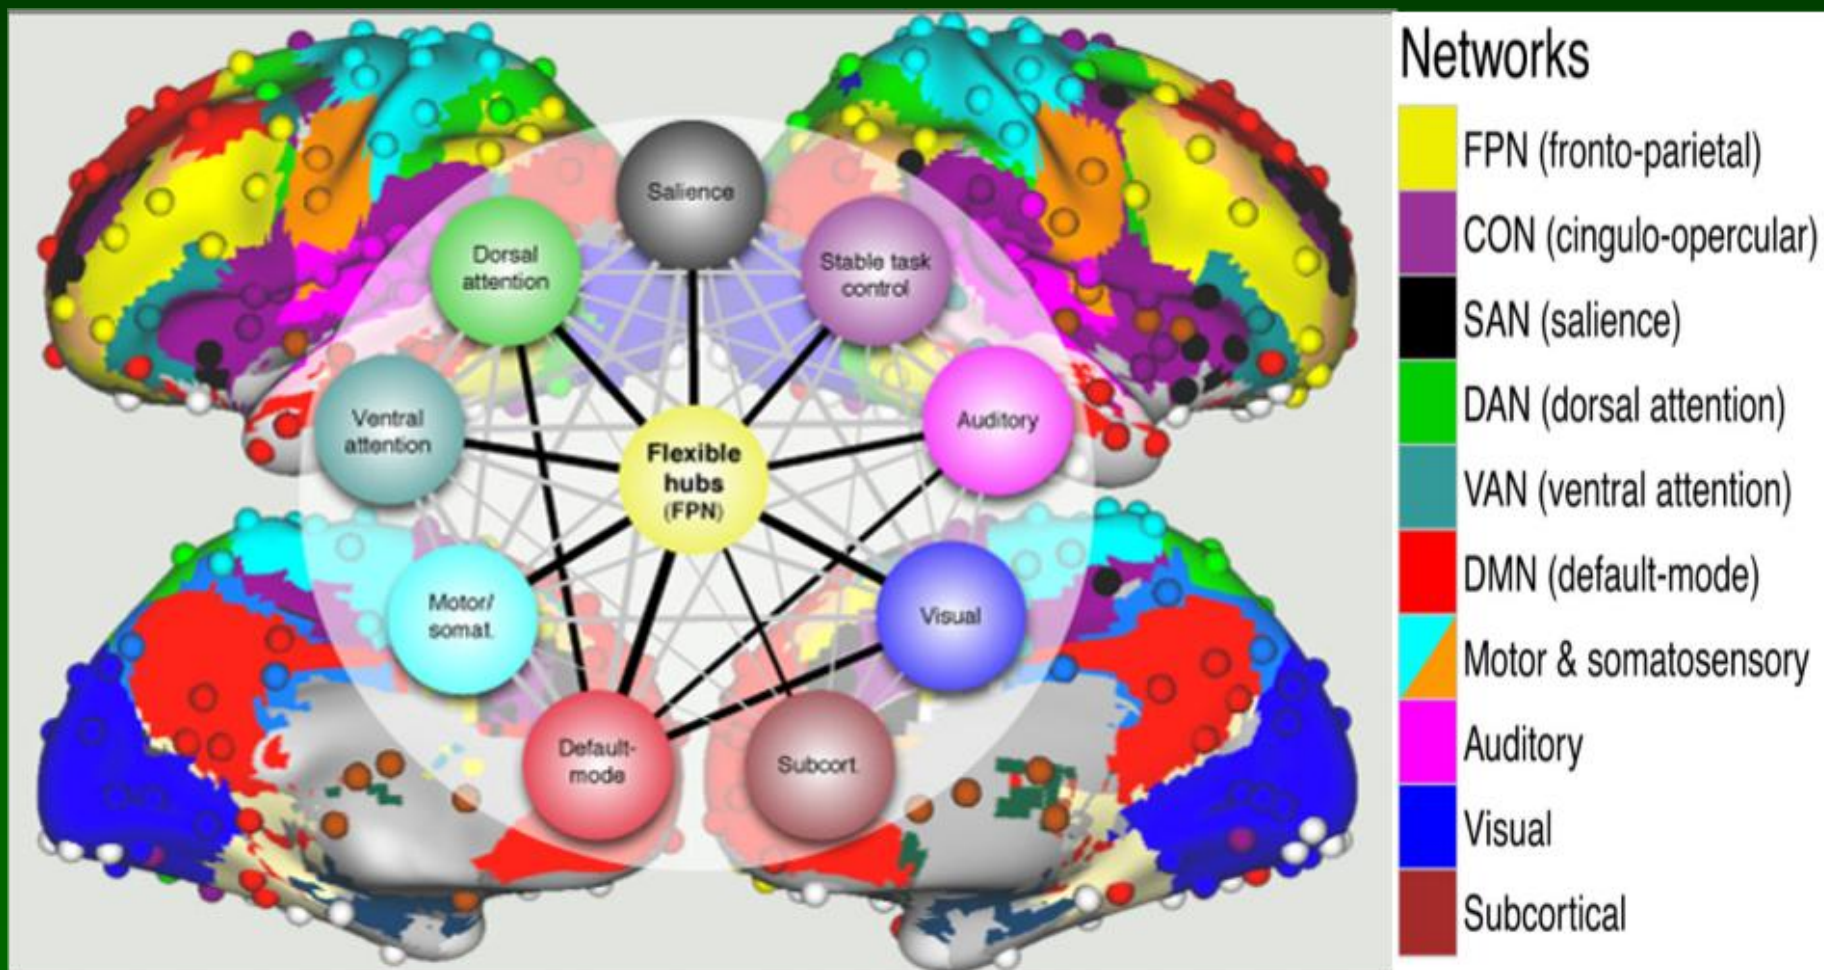 Salience
Dorsal
attention
Stable task
control
Ventral
attention
Auditory
Flexible
hubs
(FPN)
Motor/
somat.
Visual
Default-
mode
Subcort.
Networks
FPN (fronto-parietal)
CON (cingulo-opercular)
SAN (salience)
DAN (dorsal attention)
VAN (ventral attention)
DMN (default-mode)
Motor & somatosensory
Auditory
Visual
Subcortical